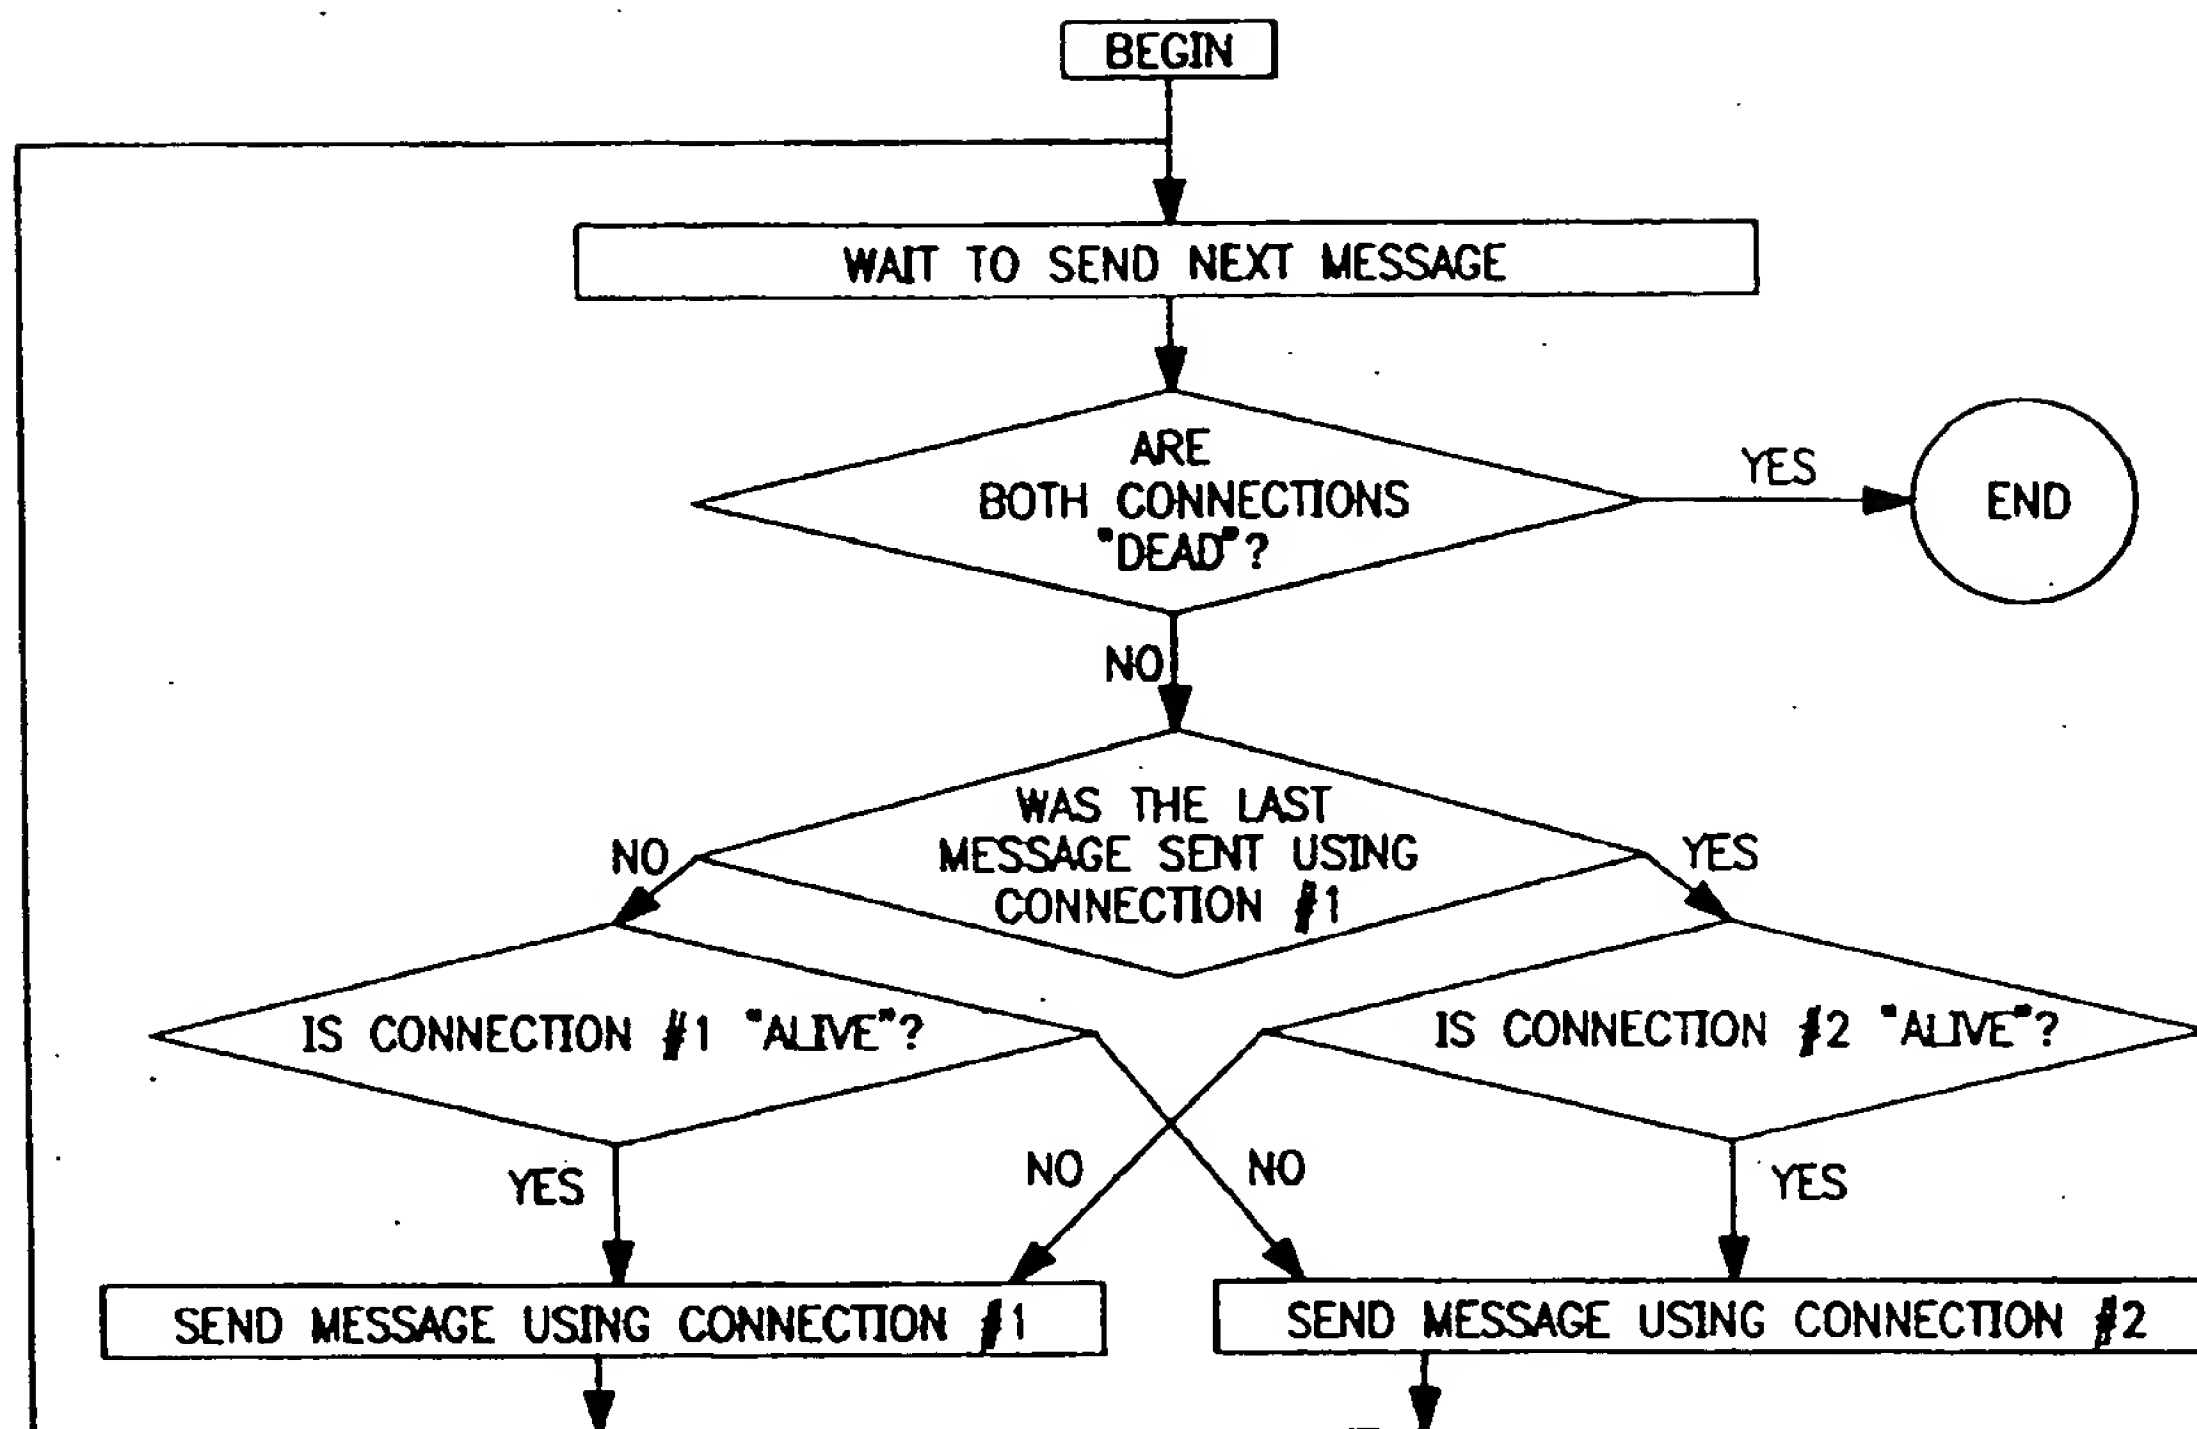 BEGIN
WAIT TO SEND NEXT MESSAGE
ARE
BOTH CONNECTIONS
"DEAD"?
YES
END
NO
WAS THE LAST
MESSAGE SENT USING
CONNECTION #1
NO
YES
IS CONNECTION #1 "ALIVE"?
IS CONNECTION #2 "ALIVE"?
YES
NO
NO
YES
SEND MESSAGE USING CONNECTION #1
SEND MESSAGE USING CONNECTION #2